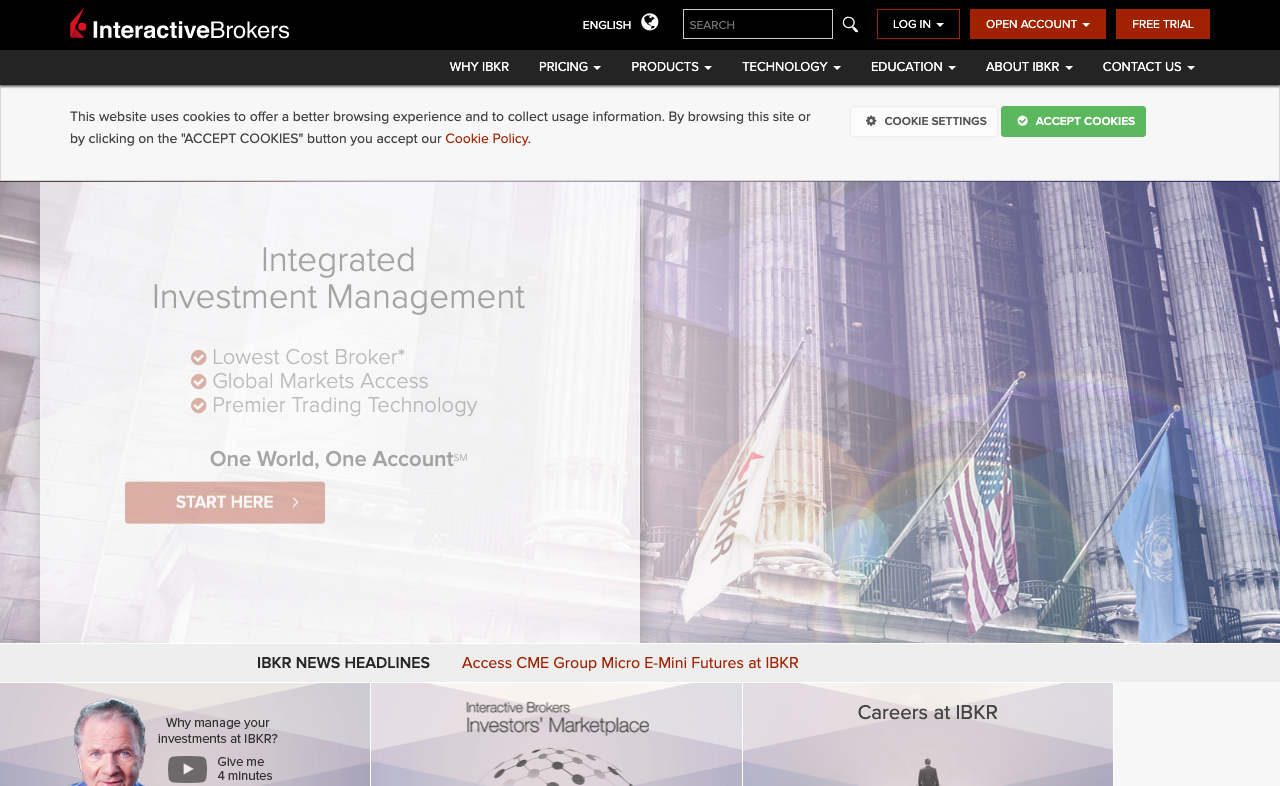 InteractiveBrokers
ENGLISH
SEARCH
LOG IN
OPEN ACCOUNT
FREE TRIAL
WHY IBKR
PRICING
PRODUCTS
TECHNOLOGY
EDUCATION
ABOUT IBKR
CONTACT US
This website uses cookies to offer a better browsing experience and to collect usage information. By browsing this site or
by clicking on the "ACCEPT COOKIES" button you accept our Cookie Policy.
COOKIE SETTINGS
ACCEPT COOKIES
Integrated
Investment Management
Lowest Cost Broker*
Global Markets Access
Premier Trading Technology
One World, One Account℠
START HERE
IBKR
IBKR NEWS HEADLINES
Access CME Group Micro E-Mini Futures at IBKR
Why manage your
investments at IBKR?
Give me
4 minutes
Interactive Brokers
Investors' Marketplace
Careers at IBKR